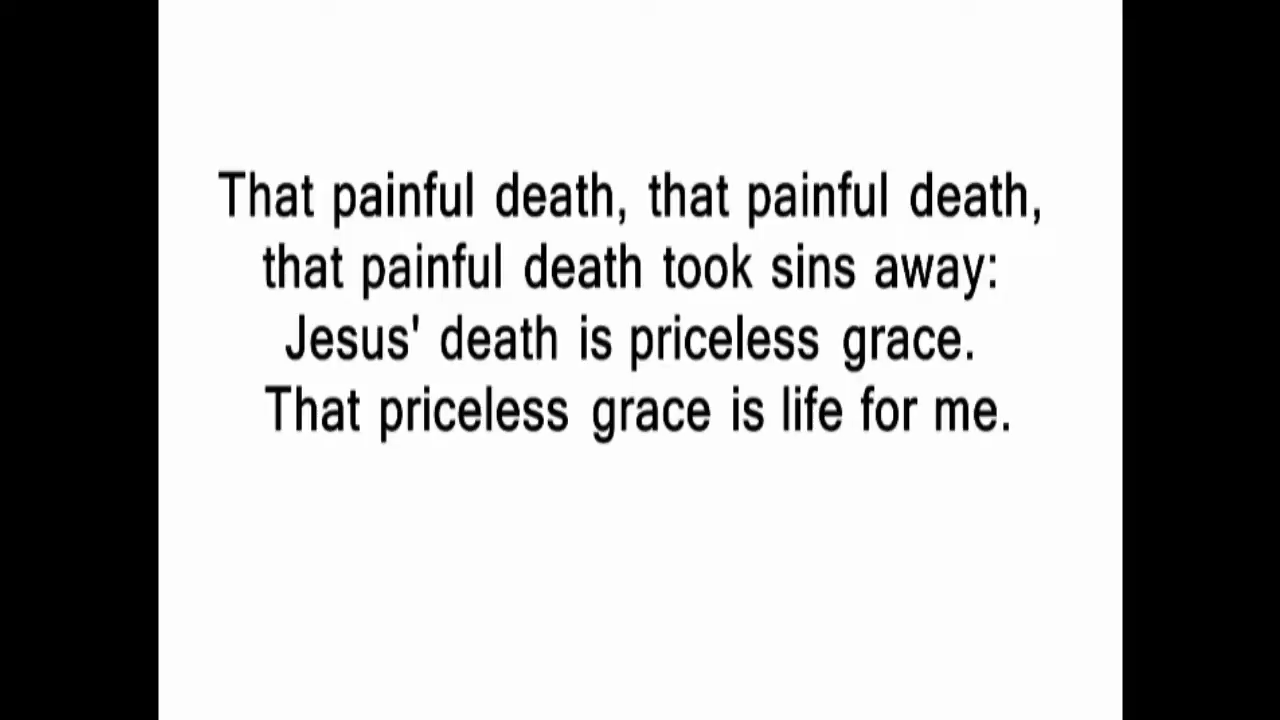 That painful death, that painful death,
that painful death took sins away:
Jesus' death is priceless grace.
That priceless grace is life for me.